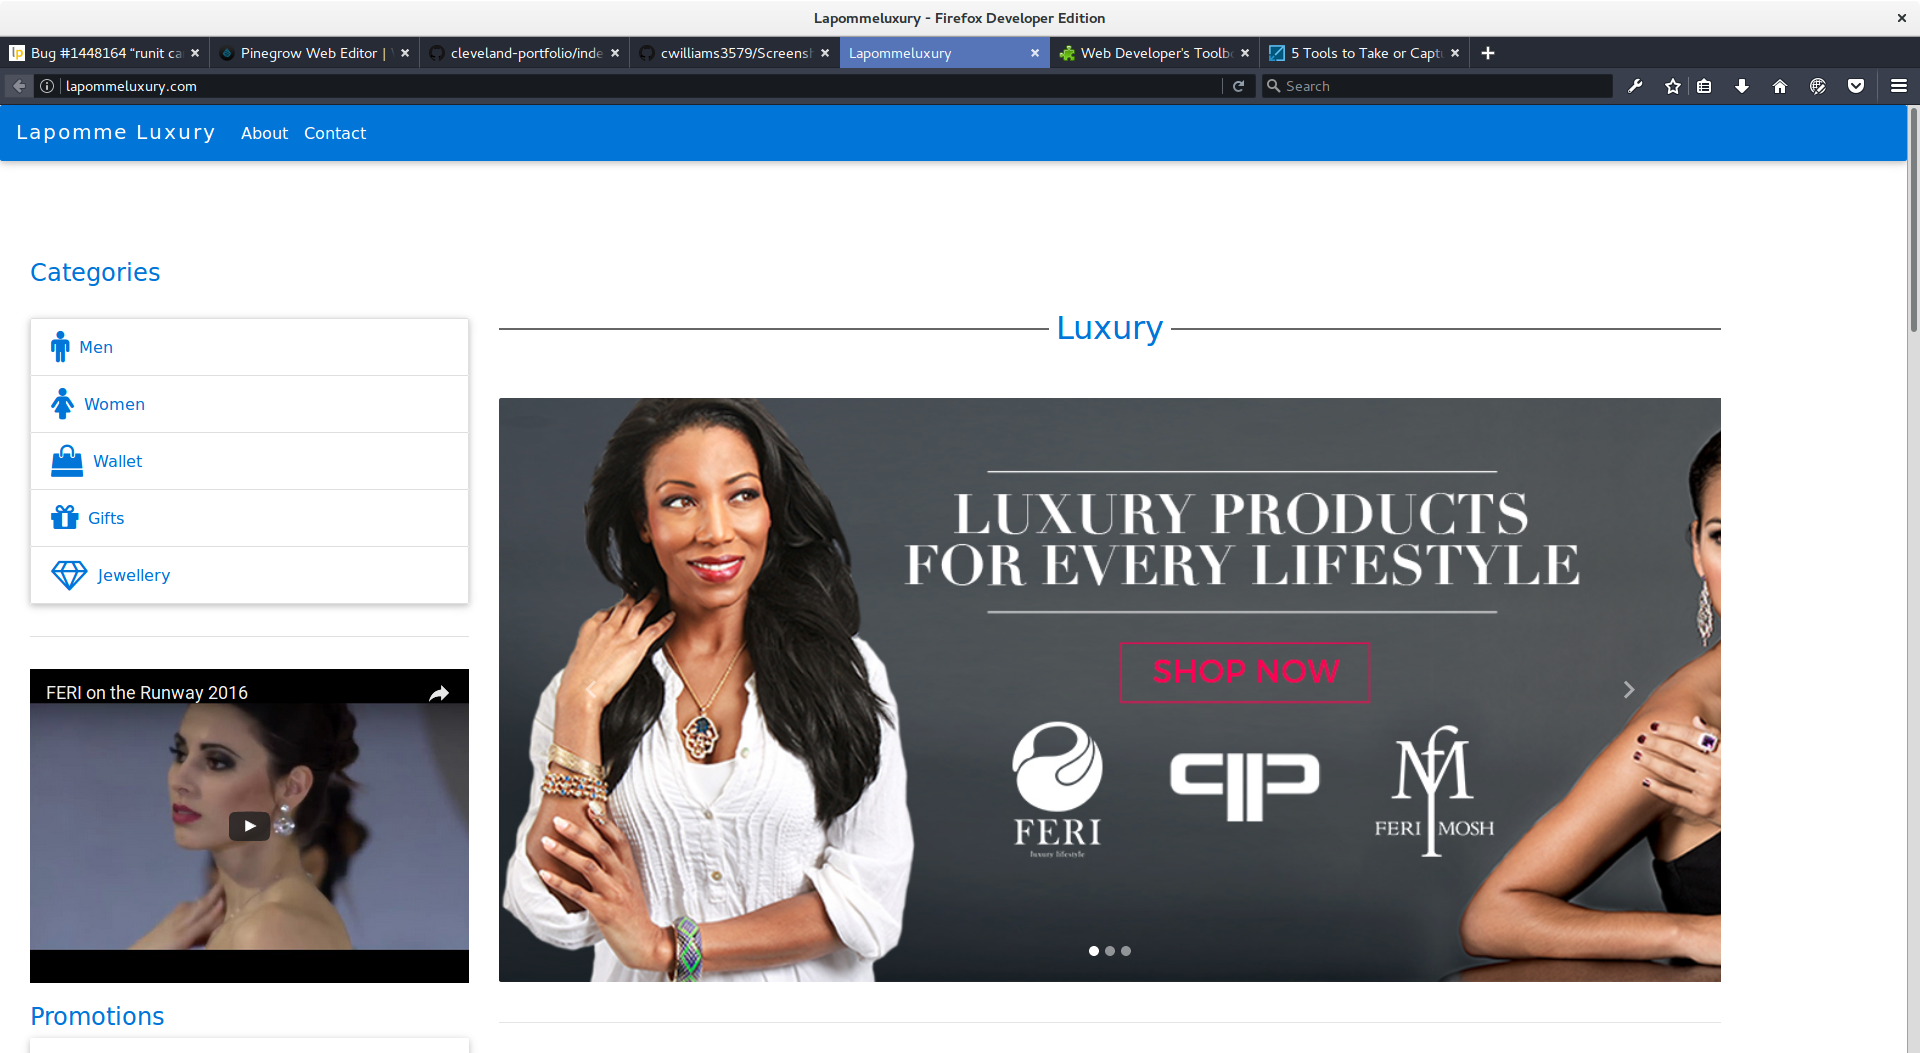 Lapommeluxury - Firefox Developer Edition
Bug #1448164 “runit ca
Pinegrow Web Editor |
cleveland-portfolio/inde
cwilliams3579/Screensh
Lapommeluxury
Web Developer's Toolb
5 Tools to Take or Capt
lapommeluxury.com
Search
Lapomme Luxury About Contact
Categories
Men
Women
Wallet
Gifts
Jewellery
FERI on the Runway 2016
Promotions
Luxury
LUXURY PRODUCTS
FOR EVERY LIFESTYLE
SHOP NOW
FERI
luxury lifestyle
FERI MOSH